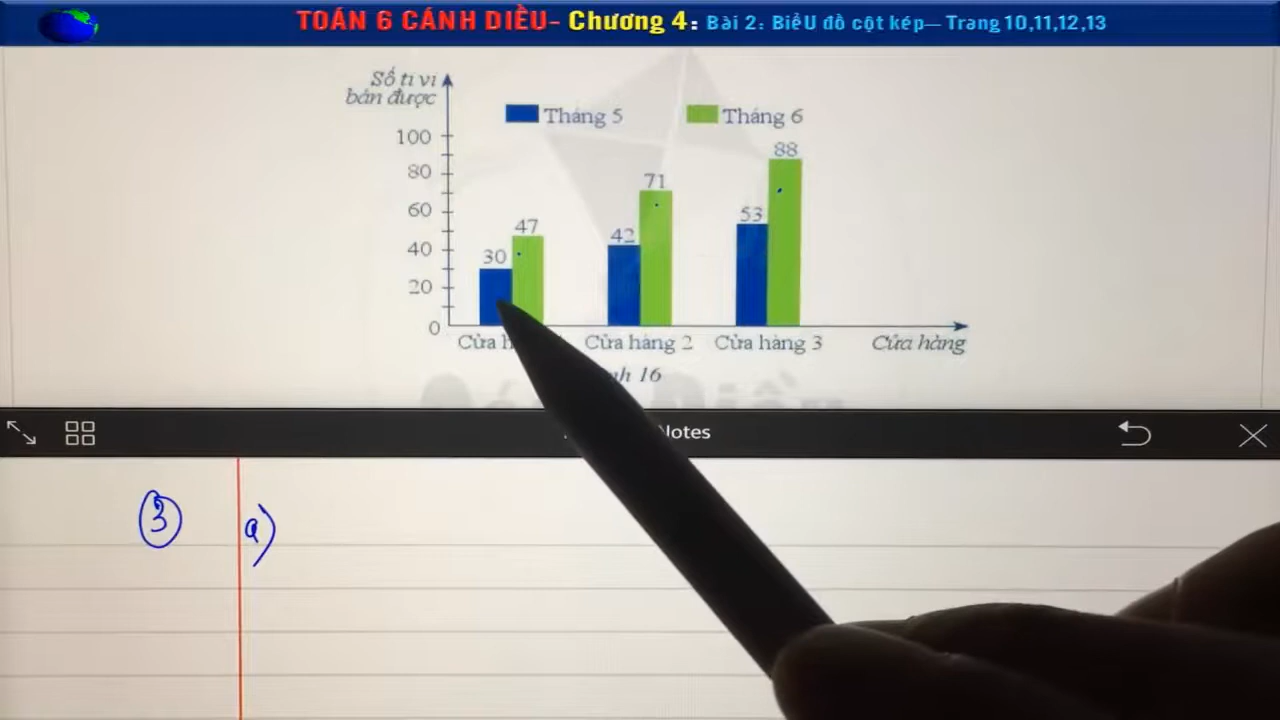 TOÁN 6 CÁNH DIỀU- Chương 4: Bài 2: BiểU đồ cột kép— Trang 10,11,12,13
Số ti vi
bán được
Tháng 5
Tháng 6
100
80
60
40
20
0
30
47
42
71
53
88
Cửa
Cửa hàng 2
Cửa hàng 3
Cửa hàng
16
Notes
3
a)